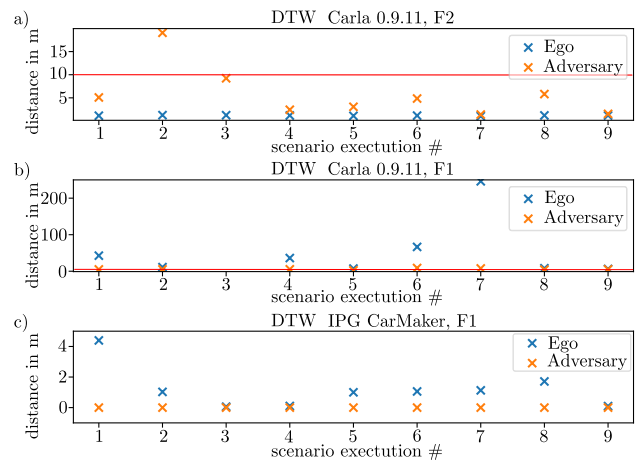 a) DTW Carla 0.9.11, F2
distance in m
15
10
5
Ego
Adversary
1 2 3 4 5 6 7 8 9
scenario exectution #
b) DTW Carla 0.9.11, F1
distance in m
200
100
0
Ego
Adversary
1 2 3 4 5 6 7 8 9
scenario exectution #
c) DTW IPG CarMaker, F1
distance in m
4
2
0
Ego
Adversary
1 2 3 4 5 6 7 8 9
scenario exectution #